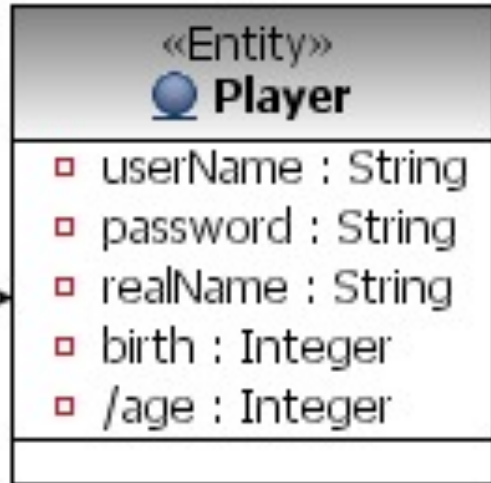 «Entity»
Player
userName : String
password : String
realName : String
birth : Integer
/age : Integer